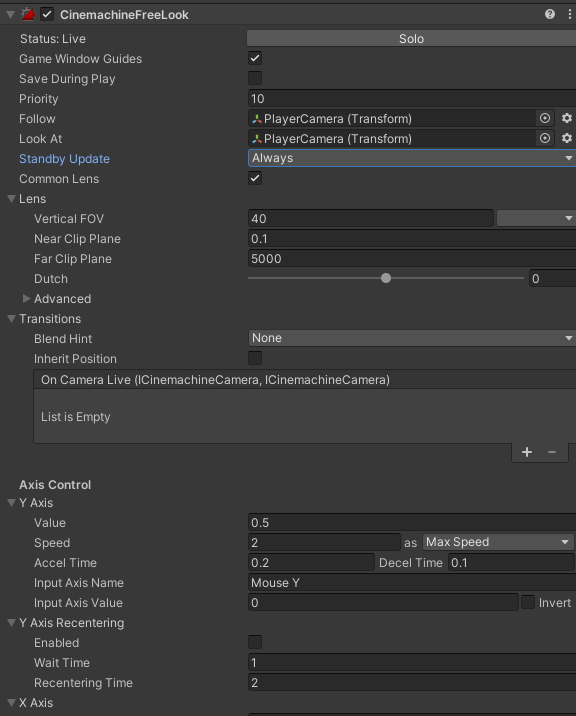 CinemachineFreeLook
Status: Live Solo
Game Window Guides
Save During Play
Priority 10
Follow PlayerCamera (Transform)
Look At PlayerCamera (Transform)
Standby Update Always
Common Lens
Lens
Vertical FOV 40
Near Clip Plane 0.1
Far Clip Plane 5000
Dutch 0
Advanced
Transitions
Blend Hint None
Inherit Position
On Camera Live (ICinemachineCamera, ICinemachineCamera)
List is Empty
+ −
Axis Control
Y Axis
Value 0.5
Speed 2 as Max Speed
Accel Time 0.2 Decel Time 0.1
Input Axis Name Mouse Y
Input Axis Value 0 Invert
Y Axis Recentering
Enabled
Wait Time 1
Recentering Time 2
X Axis